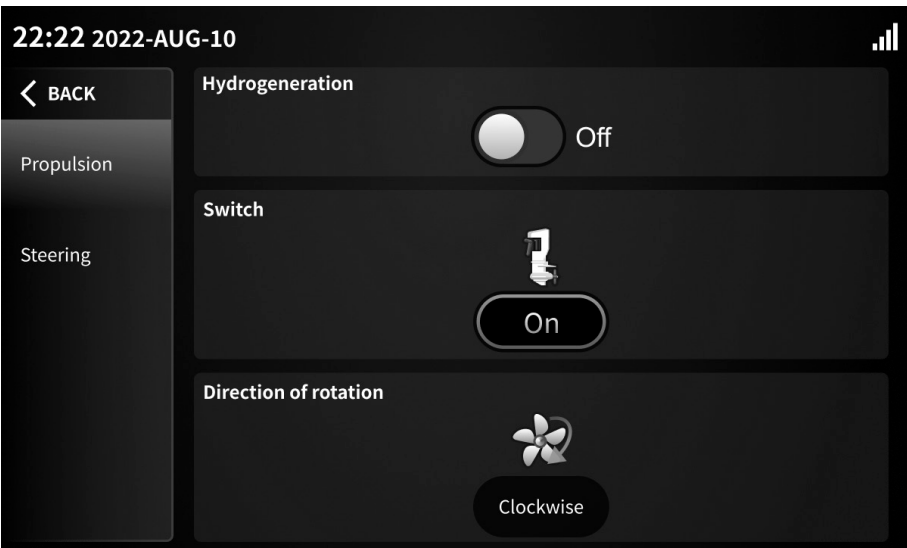 22:22 2022-AUG-10
BACK
Propulsion
Steering
Hydrogeneration
Off
Switch
On
Direction of rotation
Clockwise